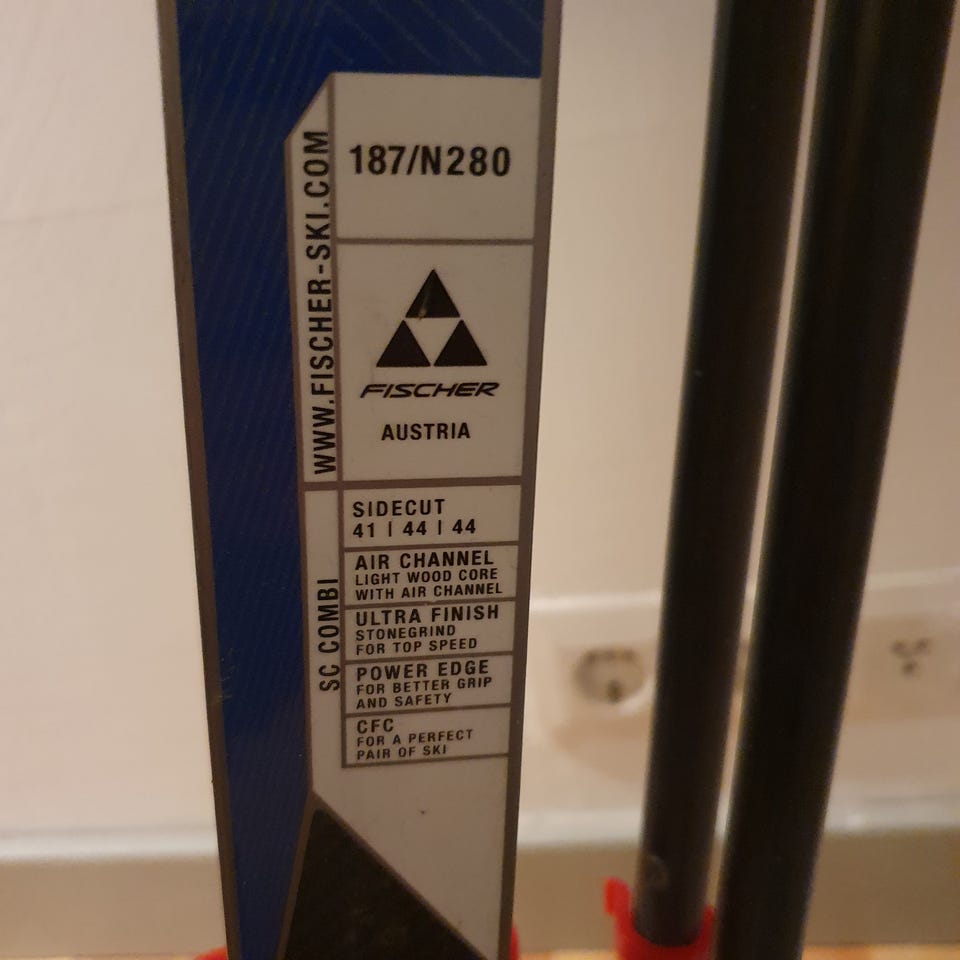 187/N280
WWW.FISCHER-SKI.COM
FISCHER
AUSTRIA
SC COMBI
SIDECUT
41 | 44 | 44
AIR CHANNEL
LIGHT WOOD CORE
WITH AIR CHANNEL
ULTRA FINISH
STONEGRIND
FOR TOP SPEED
POWER EDGE
FOR BETTER GRIP
AND SAFETY
CFC
FOR A PERFECT
PAIR OF SKI